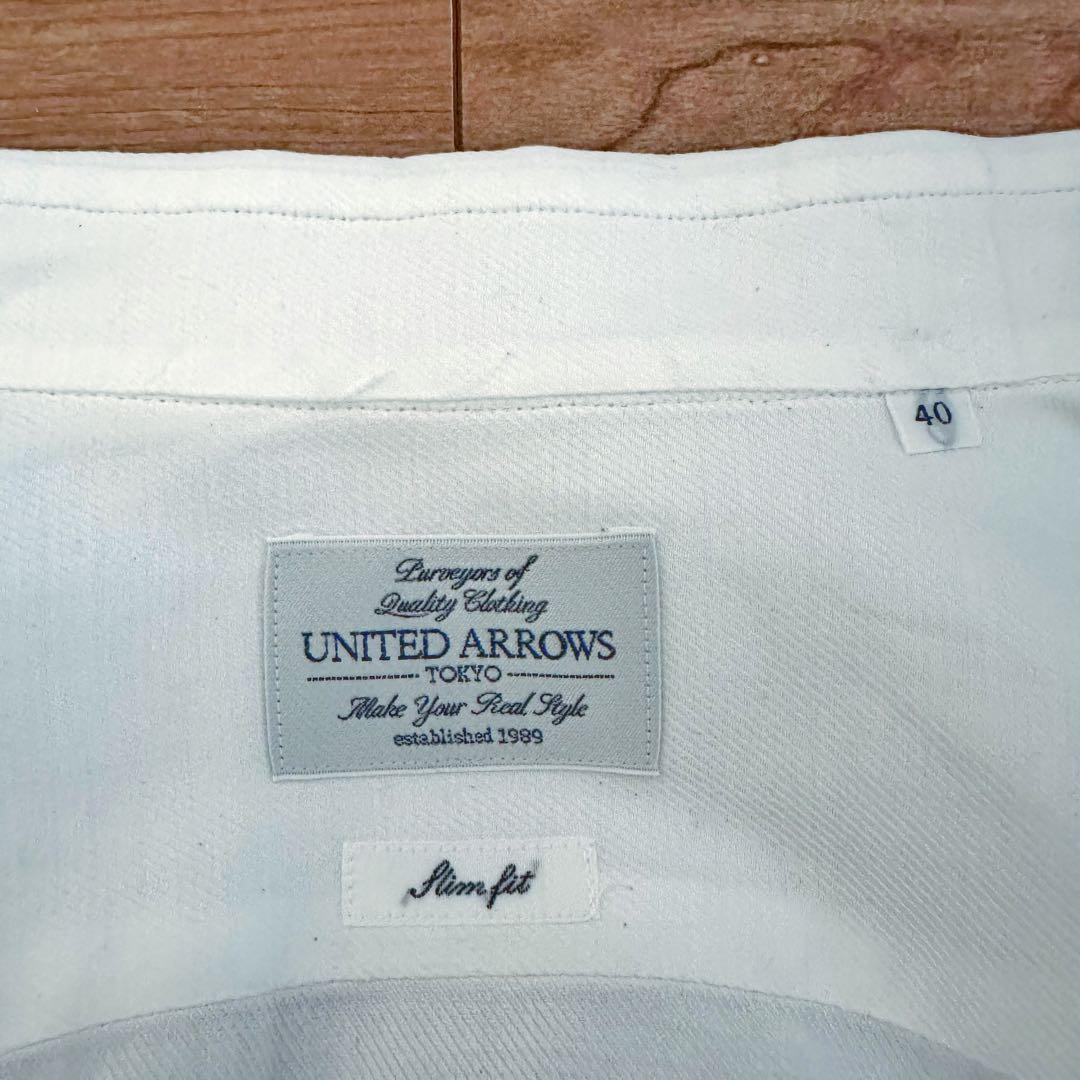 40
Purveyors of
Quality Clothing
UNITED ARROWS
TOKYO
Make Your Real Style
established 1989
Slim fit